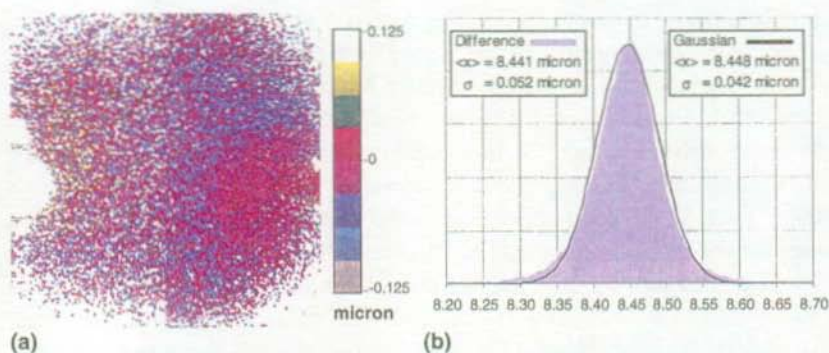 0.125
0
-0.125
micron
(a)
Difference
<x> = 8.441 micron
σ = 0.052 micron
Gaussian
<x> = 8.448 micron
σ = 0.042 micron
8.20 8.25 8.30 8.35 8.40 8.45 8.50 8.55 8.60 8.65 8.70
(b)